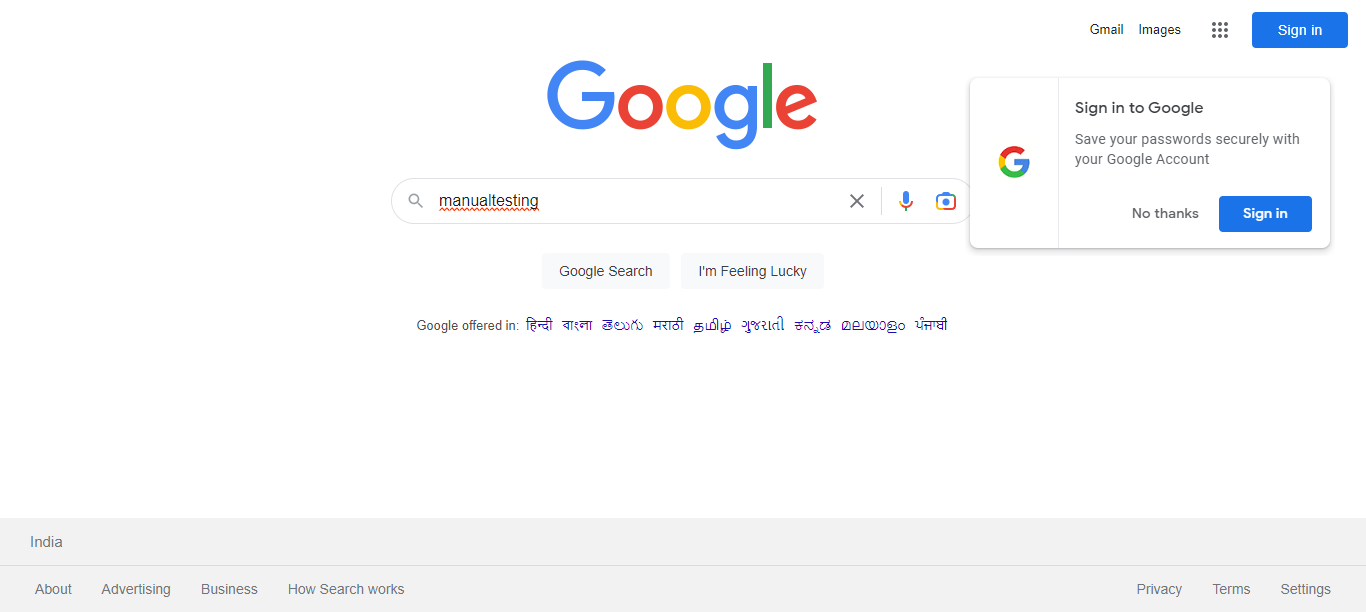 Gmail Images Sign in
Google
Sign in to Google
Save your passwords securely with
your Google Account
No thanks Sign in
manualtesting
Google Search I'm Feeling Lucky
Google offered in: हिन्दी বাংলা తెలుగు मराठी தமிழ் ગુજરાતી ಕನ್ನಡ മലയാളം ਪੰਜਾਬੀ
India
About Advertising Business How Search works Privacy Terms Settings